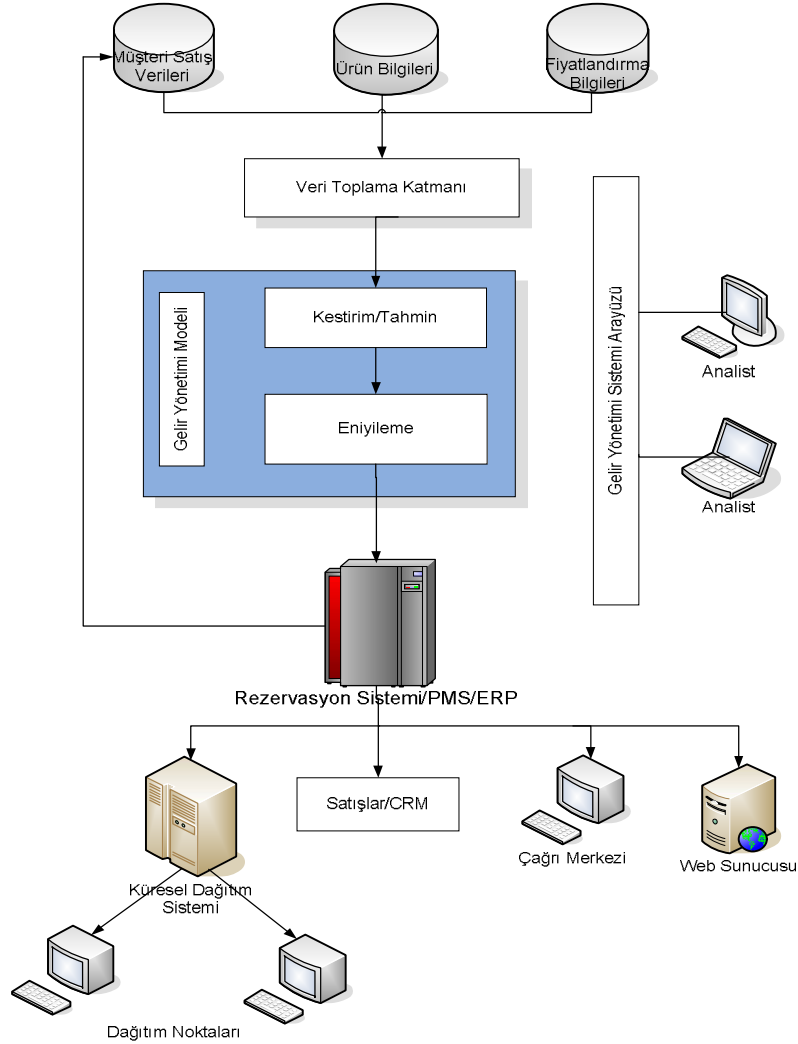 Müşteri Satış
Verileri
Ürün Bilgileri
Fiyatlandırma
Bilgileri
Veri Toplama Katmanı
Gelir Yönetimi Modeli
Kestirim/Tahmin
Eniyileme
Gelir Yönetimi Sistemi Arayüzü
Analist
Analist
Rezervasyon Sistemi/PMS/ERP
Satışlar/CRM
Çağrı Merkezi
Web Sunucusu
Küresel Dağıtım
Sistemi
Dağıtım Noktaları